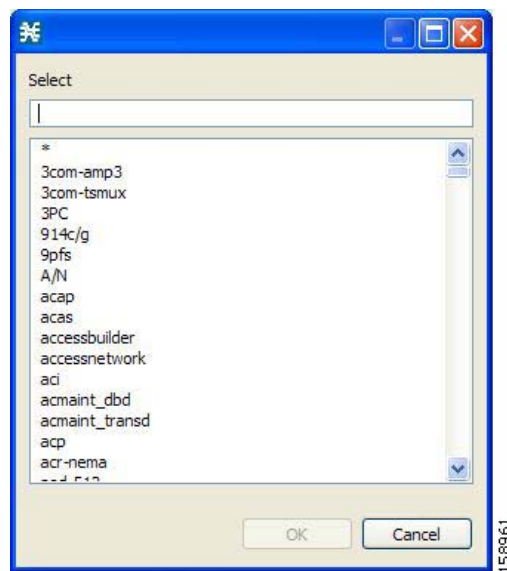 Select
*
3com-amp3
3com-tsmux
3PC
914c/g
9pfs
A/N
acap
acas
accessbuilder
accessnetwork
aci
acmaint_dbd
acmaint_transd
acp
acr-nema
OK
Cancel
158961